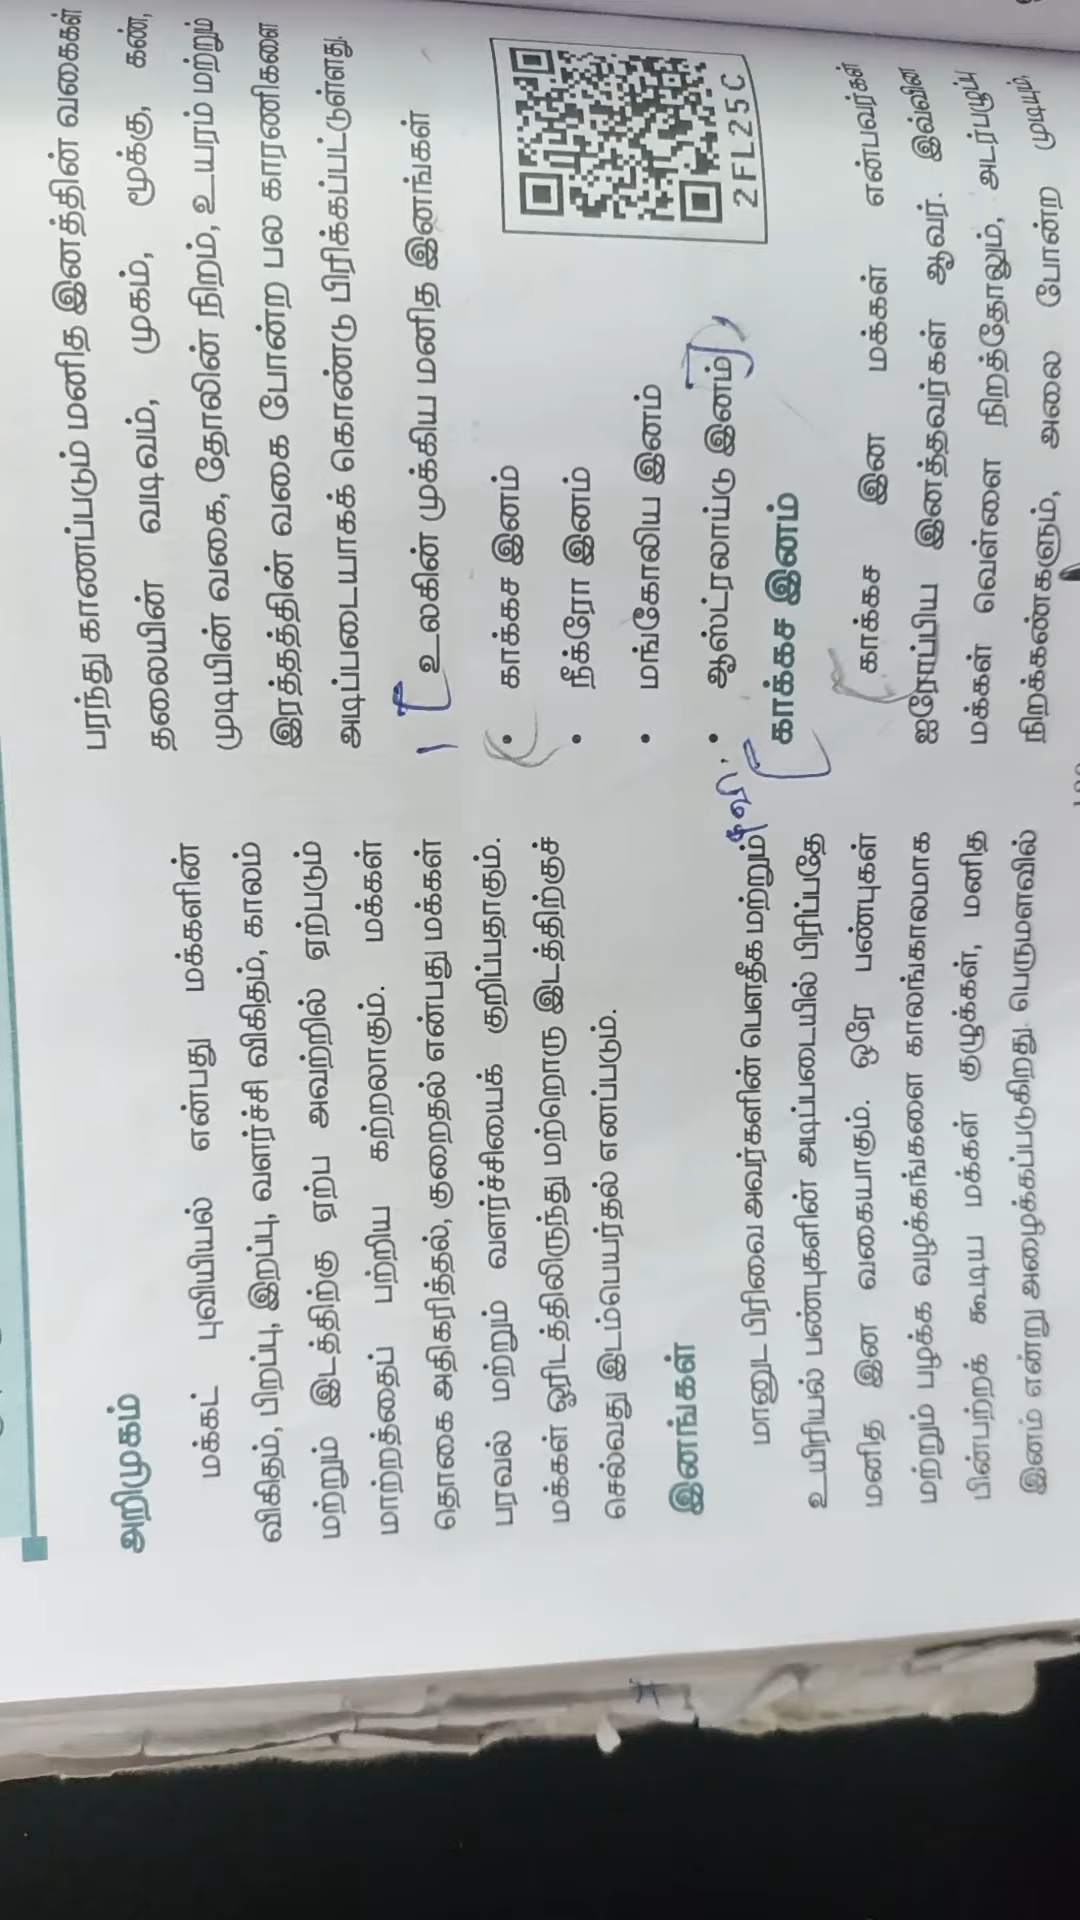 அறிமுகம்
மக்கட் புவியியல் என்பது மக்களின்
விகிதம், பிறப்பு, இறப்பு, வளர்ச்சி விகிதம், காலம்
மற்றும் இடத்திற்கு ஏற்ப அவற்றில் ஏற்படும்
மாற்றத்தைப் பற்றிய கற்றலாகும். மக்கள்
தொகை அதிகரித்தல், குறைதல் என்பது மக்கள்
பரவல் மற்றும் வளர்ச்சியைக் குறிப்பதாகும்.
மக்கள் ஓரிடத்திலிருந்து மற்றொரு இடத்திற்குச்
செல்வது இடம்பெயர்தல் எனப்படும்.
இனங்கள்
மானுட பிரிவை அவர்களின் பௌதீக மற்றும்
உயிரியல் பண்புகளின் அடிப்படையில் பிரிப்பதே
மனித இன வகையாகும். ஒரே பண்புகள்
மற்றும் பழக்க வழக்கங்களை காலங்காலமாக
பின்பற்றக் கூடிய மக்கள் குழுக்கள், மனித
இனம் என்று அழைக்கப்படுகிறது. பெருமளவில்
பரந்து காணப்படும் மனித இனத்தின் வகைகள்
தலையின் வடிவம், முகம், மூக்கு, கண்,
முடியின் வகை, தோலின் நிறம், உயரம் மற்றும்
இரத்தத்தின் வகை போன்ற பல காரணிகளை
அடிப்படையாகக் கொண்டு பிரிக்கப்பட்டுள்ளது.
உலகின் முக்கிய மனித இனங்கள்
• காக்கச இனம்
• நீக்ரோ இனம்
• மங்கோலிய இனம்
• ஆஸ்ட்ரலாய்டு இனம்
2FL25C
காக்கச இனம்
காக்கச இன மக்கள் என்பவர்கள்
ஐரோப்பிய இனத்தவர்கள் ஆவர். இவ்வின
மக்கள் வெள்ளை நிறத்தோலும், அடர்பழுப்பு
நிறக்கண்களும், அலை போன்ற முடியும்,